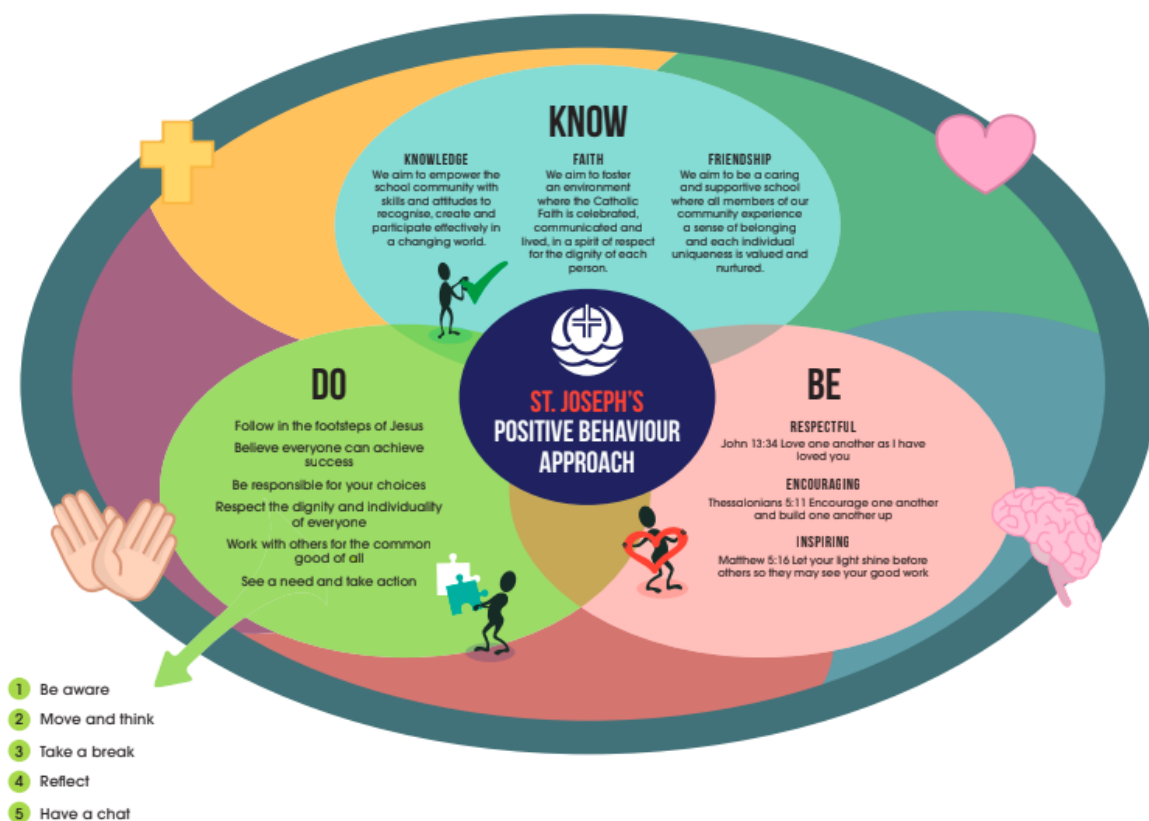 KNOW
KNOWLEDGE
We aim to empower the
school community with
skills and attitudes to
recognise, create and
participate effectively in
a changing world.
FAITH
We aim to foster
an environment
where the Catholic
Faith is celebrated,
communicated and
lived, in a spirit of respect
for the dignity of each
person.
FRIENDSHIP
We aim to be a caring
and supportive school
where all members of our
community experience
a sense of belonging
and each individual
uniqueness is valued and
nurtured.
ST. JOSEPH'S
POSITIVE BEHAVIOUR
APPROACH
DO
Follow in the footsteps of Jesus
Believe everyone can achieve
success
Be responsible for your choices
Respect the dignity and individuality
of everyone
Work with others for the common
good of all
See a need and take action
BE
RESPECTFUL
John 13:34 Love one another as I have
loved you
ENCOURAGING
Thessalonians 5:11 Encourage one another
and build one another up
INSPIRING
Matthew 5:16 Let your light shine before
others so they may see your good work
1 Be aware
2 Move and think
3 Take a break
4 Reflect
5 Have a chat